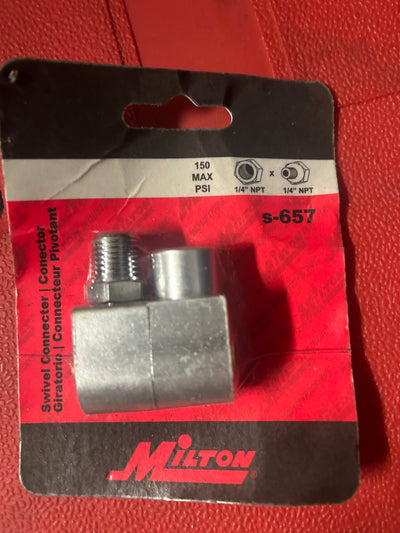 150
MAX
PSI
1/4" NPT
x
1/4" NPT
s-657
Swivel Connecter | Conector
Giratorio | Connecteur Pivotant
MILTON®